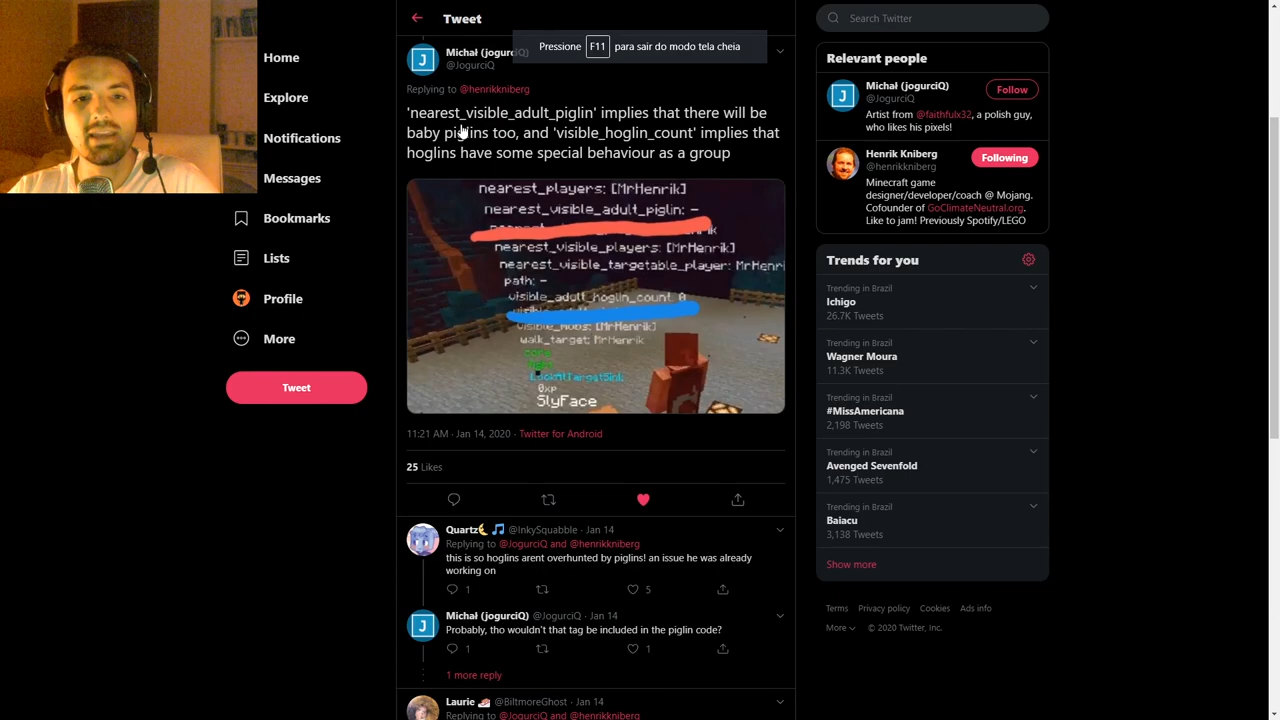 Tweet
Pressione F11 para sair do modo tela cheia
Search Twitter
Home
Explore
Notifications
Messages
Bookmarks
Lists
Profile
More
Tweet
Michał (jogurciQ)
@JogurciQ
Replying to @henrikkniberg
'nearest_visible_adult_piglin' implies that there will be
baby piglins too, and 'visible_hoglin_count' implies that
hoglins have some special behaviour as a group
nearest_players: [MrHenrik]
nearest_visible_adult_piglin: -
nearest_visible_players: [MrHenrik]
nearest_visible_targetable_player: MrHenri
path: -
visible_adult_hoglin_count: 0
visible_mobs: [MrHenrik]
walk_target: MrHenrik
core
LookAtTargetSink
0xp
SlyFace
11:21 AM · Jan 14, 2020 · Twitter for Android
25 Likes
Quartz @InkySquabble · Jan 14
Replying to @JogurciQ and @henrikkniberg
this is so hoglins arent overhunted by piglins! an issue he was already
working on
1
5
Michał (jogurciQ) @JogurciQ · Jan 14
Probably, tho wouldn't that tag be included in the piglin code?
1
1
1 more reply
Laurie @BiltmoreGhost · Jan 14
Replying to @JogurciQ and @henrikkniberg
Relevant people
Michał (jogurciQ)
@JogurciQ
Follow
Artist from @faithfulx32, a polish guy,
who likes his pixels!
Henrik Kniberg
@henrikkniberg
Following
Minecraft game
designer/developer/coach @ Mojang.
Cofounder of GoClimateNeutral.org.
Like to jam! Previously Spotify/LEGO
Trends for you
Trending in Brazil
Ichigo
26.7K Tweets
Trending in Brazil
Wagner Moura
11.3K Tweets
Trending in Brazil
#MissAmericana
2,198 Tweets
Trending in Brazil
Avenged Sevenfold
1,475 Tweets
Trending in Brazil
Baiacu
3,138 Tweets
Show more
Terms Privacy policy Cookies Ads info
More © 2020 Twitter, Inc.